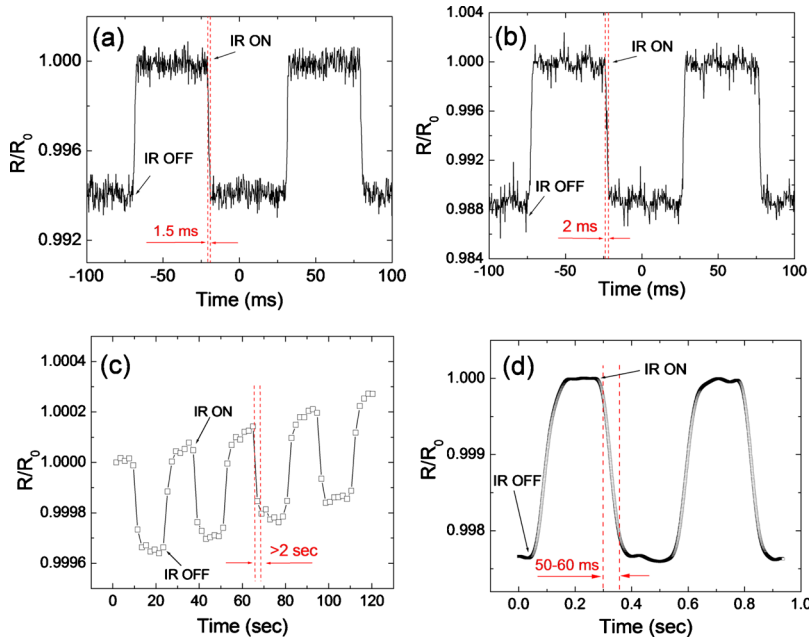 (a)
IR ON
IR OFF
1.5 ms
R/R0
1.000
0.996
0.992
-100
-50
0
50
100
Time (ms)
(b)
IR ON
IR OFF
2 ms
R/R0
1.004
1.000
0.996
0.992
0.988
0.984
-100
-50
0
50
100
Time (ms)
(c)
IR ON
IR OFF
>2 sec
R/R0
1.0004
1.0002
1.0000
0.9998
0.9996
0
20
40
60
80
100
120
Time (sec)
(d)
IR ON
IR OFF
50-60 ms
R/R0
1.000
0.999
0.998
0.0
0.2
0.4
0.6
0.8
1.0
Time (sec)